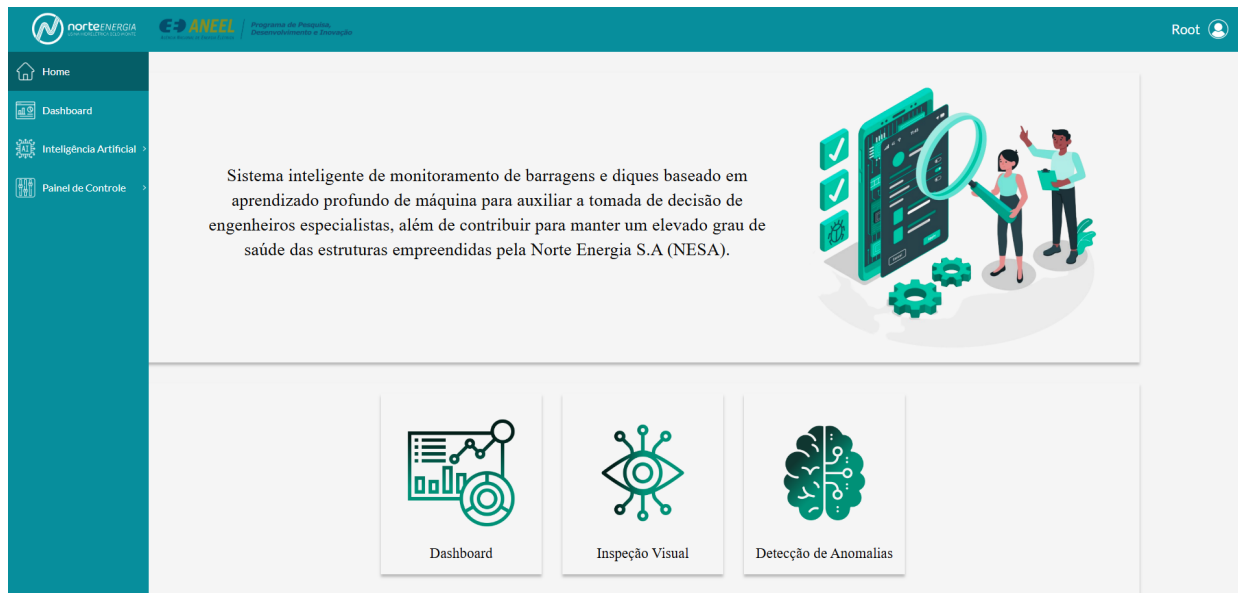 norteENERGIA
ANEEL
Programa de Pesquisa,
Desenvolvimento e Inovação
Root
Home
Dashboard
Inteligência Artificial
Painel de Controle
Sistema inteligente de monitoramento de barragens e diques baseado em
aprendizado profundo de máquina para auxiliar a tomada de decisão de
engenheiros especialistas, além de contribuir para manter um elevado grau de
saúde das estruturas empreendidas pela Norte Energia S.A (NESA).
Dashboard
Inspeção Visual
Detecção de Anomalias